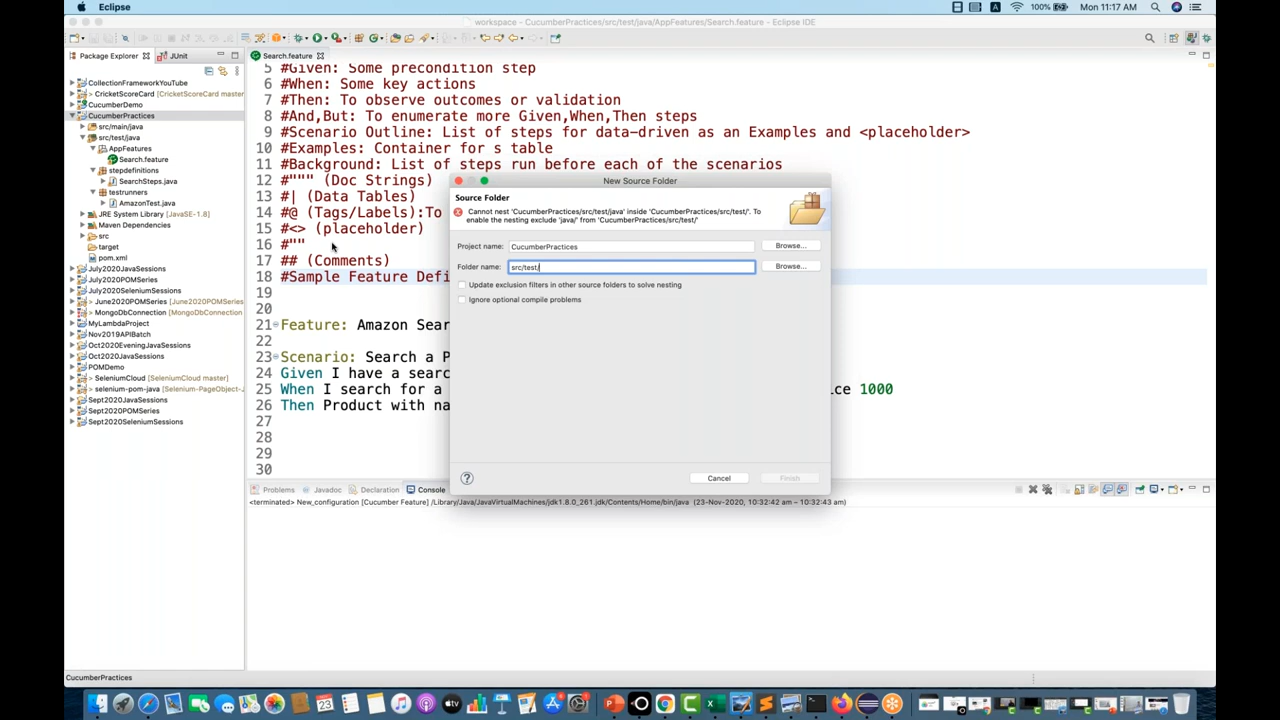 Eclipse
100%
Mon 11:17 AM
workspace - CucumberPractices/src/test/java/AppFeatures/Search.feature - Eclipse IDE
Package Explorer
JUnit
Search.feature
CollectionFrameworkYouTube
> CricketScoreCard [CricketScoreCard master
CucumberDemo
CucumberPractices
src/main/java
src/test/java
AppFeatures
Search.feature
stepdefinitions
SearchSteps.java
testrunners
AmazonTest.java
JRE System Library [JavaSE-1.8]
Maven Dependencies
src
target
pom.xml
July2020JavaSessions
July2020POMSeries
> June2020POMSeries [June2020POMSeries
> MongoDbConnection [MongoDbConnection
MyLambdaProject
Nov2019APIBatch
Oct2020EveningJavaSessions
Oct2020JavaSessions
POMDemo
> SeleniumCloud [SeleniumCloud master]
> selenium-pom-java [Selenium-PageObject-
Sept2020JavaSessions
Sept2020POMSeries
Sept2020SeleniumSessions
5 #Given: Some precondition step
6 #When: Some key actions
7 #Then: To observe outcomes or validation
8 #And,But: To enumerate more Given,When,Then steps
9 #Scenario Outline: List of steps for data-driven as an Examples and <placeholder>
10 #Examples: Container for s table
11 #Background: List of steps run before each of the scenarios
12 #""" (Doc Strings)
13 #| (Data Tables)
14 #@ (Tags/Labels):To
15 #<> (placeholder)
16 #""
17 ## (Comments)
18 #Sample Feature Defi
19
20
21 Feature: Amazon Sear
22
23 Scenario: Search a P
24 Given I have a searc
25 When I search for a
ice 1000
26 Then Product with na
27
28
29
30
New Source Folder
Source Folder
Cannot nest 'CucumberPractices/src/test/java' inside 'CucumberPractices/src/test/'. To
enable the nesting exclude 'java/' from 'CucumberPractices/src/test/'
Project name:
CucumberPractices
Browse...
Folder name:
src/test/
Browse...
Update exclusion filters in other source folders to solve nesting
Ignore optional compile problems
?
Cancel
Finish
Problems
Javadoc
Declaration
Console
<terminated> New_configuration [Cucumber Feature] /Library/Java/JavaVirtualMachines/jdk1.8.0_261.jdk/Contents/Home/bin/java (23-Nov-2020, 10:32:42 am – 10:32:43 am)
CucumberPractices